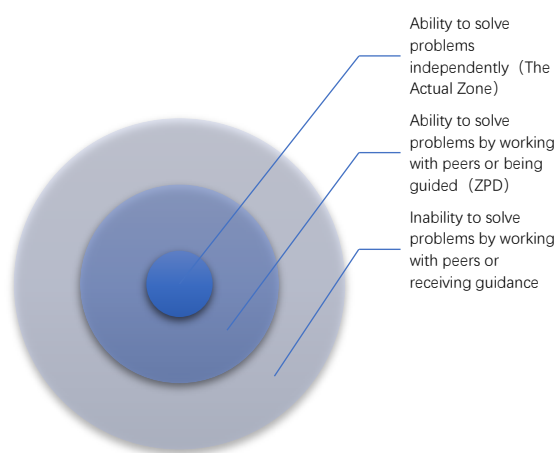 Ability to solve
problems
independently（The
Actual Zone）
Ability to solve
problems by working
with peers or being
guided（ZPD）
Inability to solve
problems by working
with peers or
receiving guidance